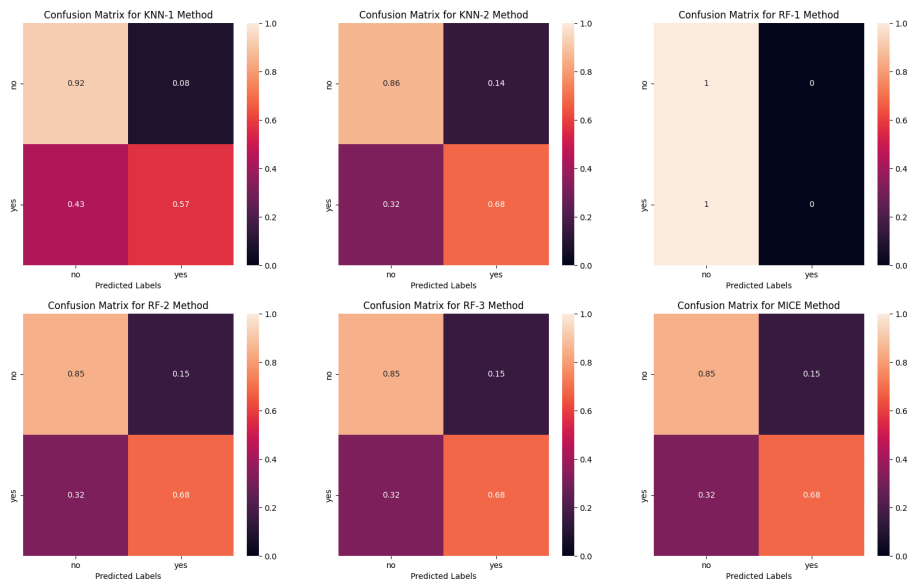 Confusion Matrix for KNN-1 Method
1.0
no
0.92
0.08
0.8
0.6
0.4
yes
0.43
0.57
0.2
0.0
no
yes
Predicted Labels
Confusion Matrix for KNN-2 Method
1.0
no
0.86
0.14
0.8
0.6
0.4
yes
0.32
0.68
0.2
0.0
no
yes
Predicted Labels
Confusion Matrix for RF-1 Method
1.0
no
1
0
0.8
0.6
0.4
yes
1
0
0.2
0.0
no
yes
Predicted Labels
Confusion Matrix for RF-2 Method
1.0
no
0.85
0.15
0.8
0.6
0.4
yes
0.32
0.68
0.2
0.0
no
yes
Predicted Labels
Confusion Matrix for RF-3 Method
1.0
no
0.85
0.15
0.8
0.6
0.4
yes
0.32
0.68
0.2
0.0
no
yes
Predicted Labels
Confusion Matrix for MICE Method
1.0
no
0.85
0.15
0.8
0.6
0.4
yes
0.32
0.68
0.2
0.0
no
yes
Predicted Labels